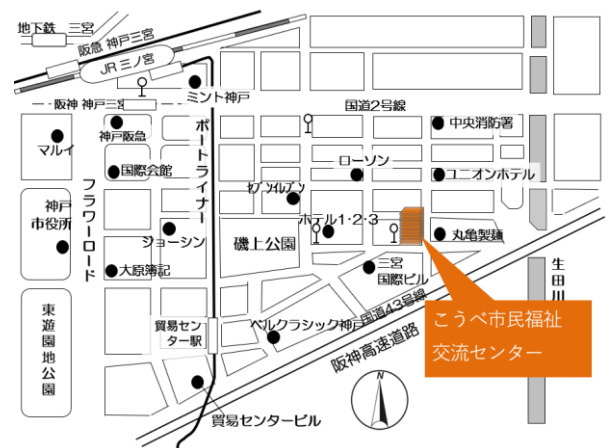 地下鉄 三宮
阪急 神戸三宮
JR 三ノ宮
阪神 神戸三宮
ミント神戸
国道2号線
マルイ
神戸阪急
ポートライナー
中央消防署
国際会館
ローソン
ユニオンホテル
フラワーロード
セブンイレブン
神戸
市役所
ジョーシン
ホテル1・2・3
丸亀製麺
磯上公園
大原簿記
三宮
国際ビル
生田川
国道43号線
こうべ市民福祉
交流センター
東遊園地公園
貿易セン
ター駅
ベルクラシック神戸
阪神高速道路
貿易センタービル
N